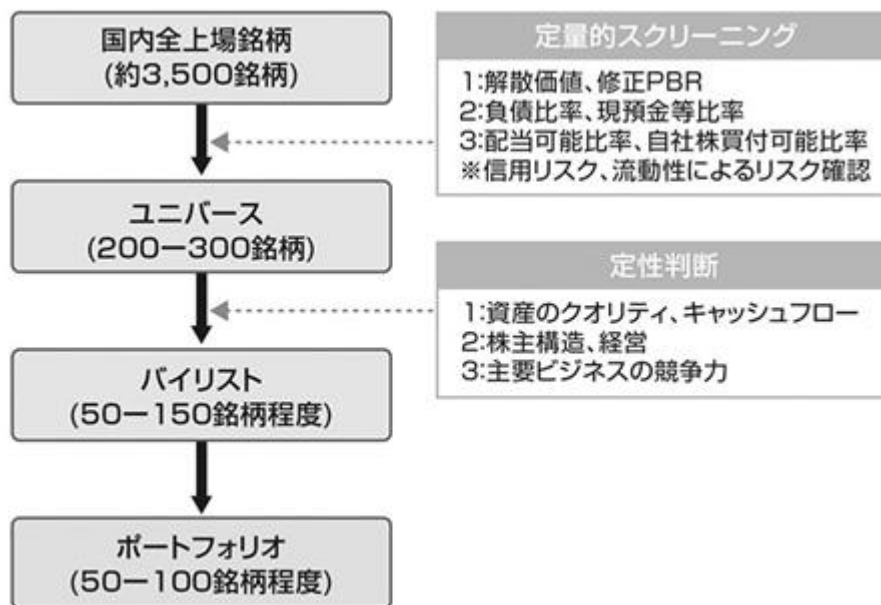 国内全上場銘柄
(約3,500銘柄)
定量的スクリーニング
1:解散価値、修正PBR
2:負債比率、現預金等比率
3:配当可能比率、自社株買付可能比率
※信用リスク、流動性によるリスク確認
ユニバース
(200ー300銘柄)
定性判断
1:資産のクオリティ、キャッシュフロー
2:株主構造、経営
3:主要ビジネスの競争力
バイリスト
(50ー150銘柄程度)
ポートフォリオ
(50ー100銘柄程度)